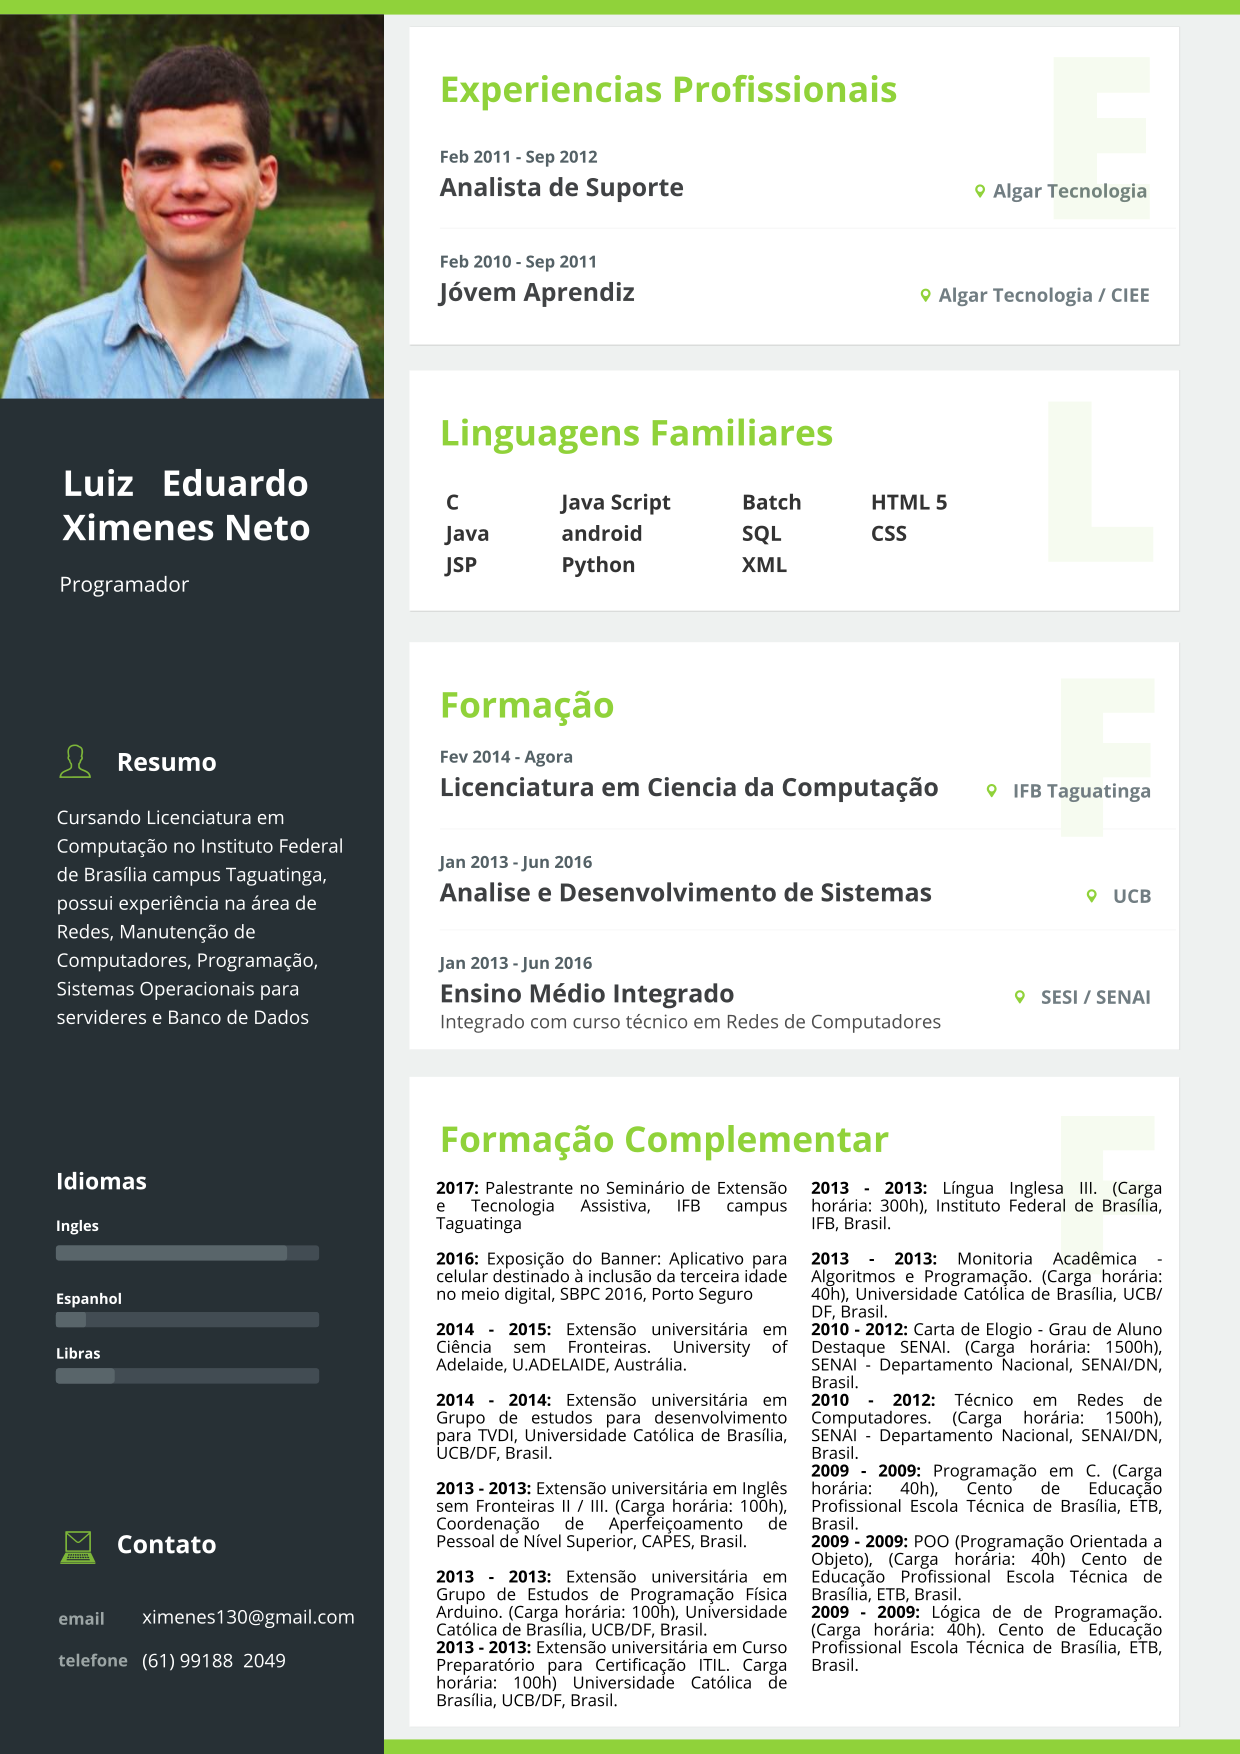 Luiz Eduardo
Ximenes Neto
Programador
Resumo
Cursando Licenciatura em
Computação no Instituto Federal
de Brasília campus Taguatinga,
possui experiência na área de
Redes, Manutenção de
Computadores, Programação,
Sistemas Operacionais para
servideres e Banco de Dados
Idiomas
Ingles
Espanhol
Libras
Contato
email ximenes130@gmail.com
telefone (61) 99188 2049
E
Experiencias Profissionais
Feb 2011 - Sep 2012
Analista de Suporte Algar Tecnologia
Feb 2010 - Sep 2011
Jóvem Aprendiz Algar Tecnologia / CIEE
L
Linguagens Familiares
C Java Script Batch HTML 5
Java android SQL CSS
JSP Python XML
F
Formação
Fev 2014 - Agora
Licenciatura em Ciencia da Computação IFB Taguatinga
Jan 2013 - Jun 2016
Analise e Desenvolvimento de Sistemas UCB
Jan 2013 - Jun 2016
Ensino Médio Integrado SESI / SENAI
Integrado com curso técnico em Redes de Computadores
F
Formação Complementar
2017: Palestrante no Seminário de Extensão
e Tecnologia Assistiva, IFB campus
Taguatinga
2016: Exposição do Banner: Aplicativo para
celular destinado à inclusão da terceira idade
no meio digital, SBPC 2016, Porto Seguro
2014 - 2015: Extensão universitária em
Ciência sem Fronteiras. University of
Adelaide, U.ADELAIDE, Austrália.
2014 - 2014: Extensão universitária em
Grupo de estudos para desenvolvimento
para TVDI, Universidade Católica de Brasília,
UCB/DF, Brasil.
2013 - 2013: Extensão universitária em Inglês
sem Fronteiras II / III. (Carga horária: 100h),
Coordenação de Aperfeiçoamento de
Pessoal de Nível Superior, CAPES, Brasil.
2013 - 2013: Extensão universitária em
Grupo de Estudos de Programação Física
Arduino. (Carga horária: 100h), Universidade
Católica de Brasília, UCB/DF, Brasil.
2013 - 2013: Extensão universitária em Curso
Preparatório para Certificação ITIL. Carga
horária: 100h) Universidade Católica de
Brasília, UCB/DF, Brasil.
2013 - 2013: Língua Inglesa III. (Carga
horária: 300h), Instituto Federal de Brasília,
IFB, Brasil.
2013 - 2013: Monitoria Acadêmica -
Algoritmos e Programação. (Carga horária:
40h), Universidade Católica de Brasília, UCB/
DF, Brasil.
2010 - 2012: Carta de Elogio - Grau de Aluno
Destaque SENAI. (Carga horária: 1500h),
SENAI - Departamento Nacional, SENAI/DN,
Brasil.
2010 - 2012: Técnico em Redes de
Computadores. (Carga horária: 1500h),
SENAI - Departamento Nacional, SENAI/DN,
Brasil.
2009 - 2009: Programação em C. (Carga
horária: 40h), Cento de Educação
Profissional Escola Técnica de Brasília, ETB,
Brasil.
2009 - 2009: POO (Programação Orientada a
Objeto), (Carga horária: 40h) Cento de
Educação Profissional Escola Técnica de
Brasília, ETB, Brasil.
2009 - 2009: Lógica de de Programação.
(Carga horária: 40h). Cento de Educação
Profissional Escola Técnica de Brasília, ETB,
Brasil.